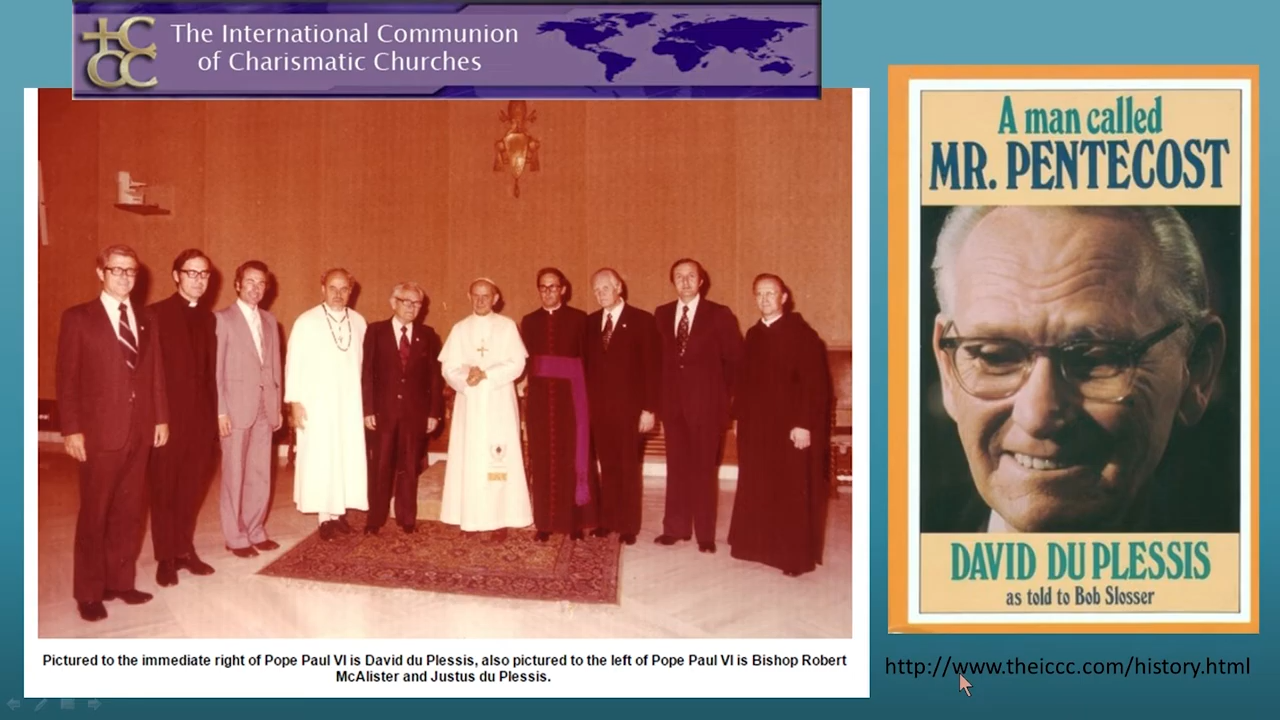 The International Communion
of Charismatic Churches
Pictured to the immediate right of Pope Paul VI is David du Plessis, also pictured to the left of Pope Paul VI is Bishop Robert
McAlister and Justus du Plessis.
A man called
MR. PENTECOST
DAVID DU PLESSIS
as told to Bob Slosser
http://www.theiccc.com/history.html